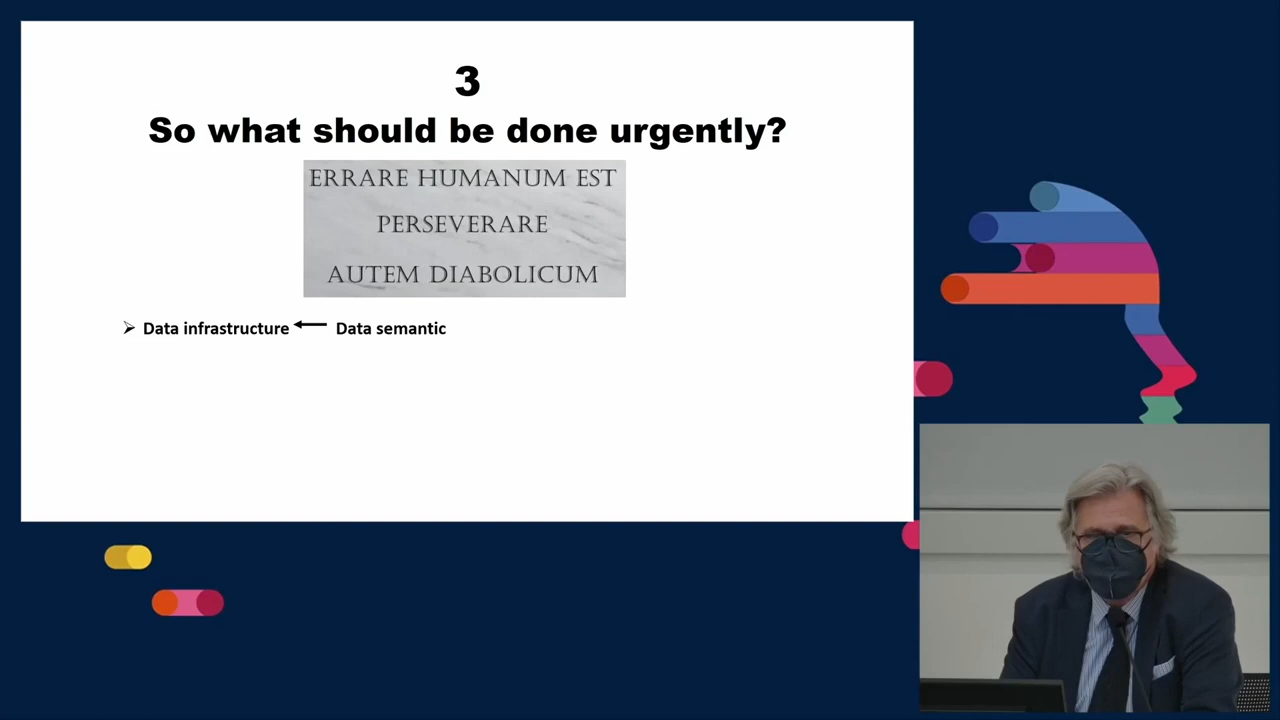 3
So what should be done urgently?
ERRARE HUMANUM EST
PERSEVERARE
AUTEM DIABOLICUM
➢ Data infrastructure ← Data semantic